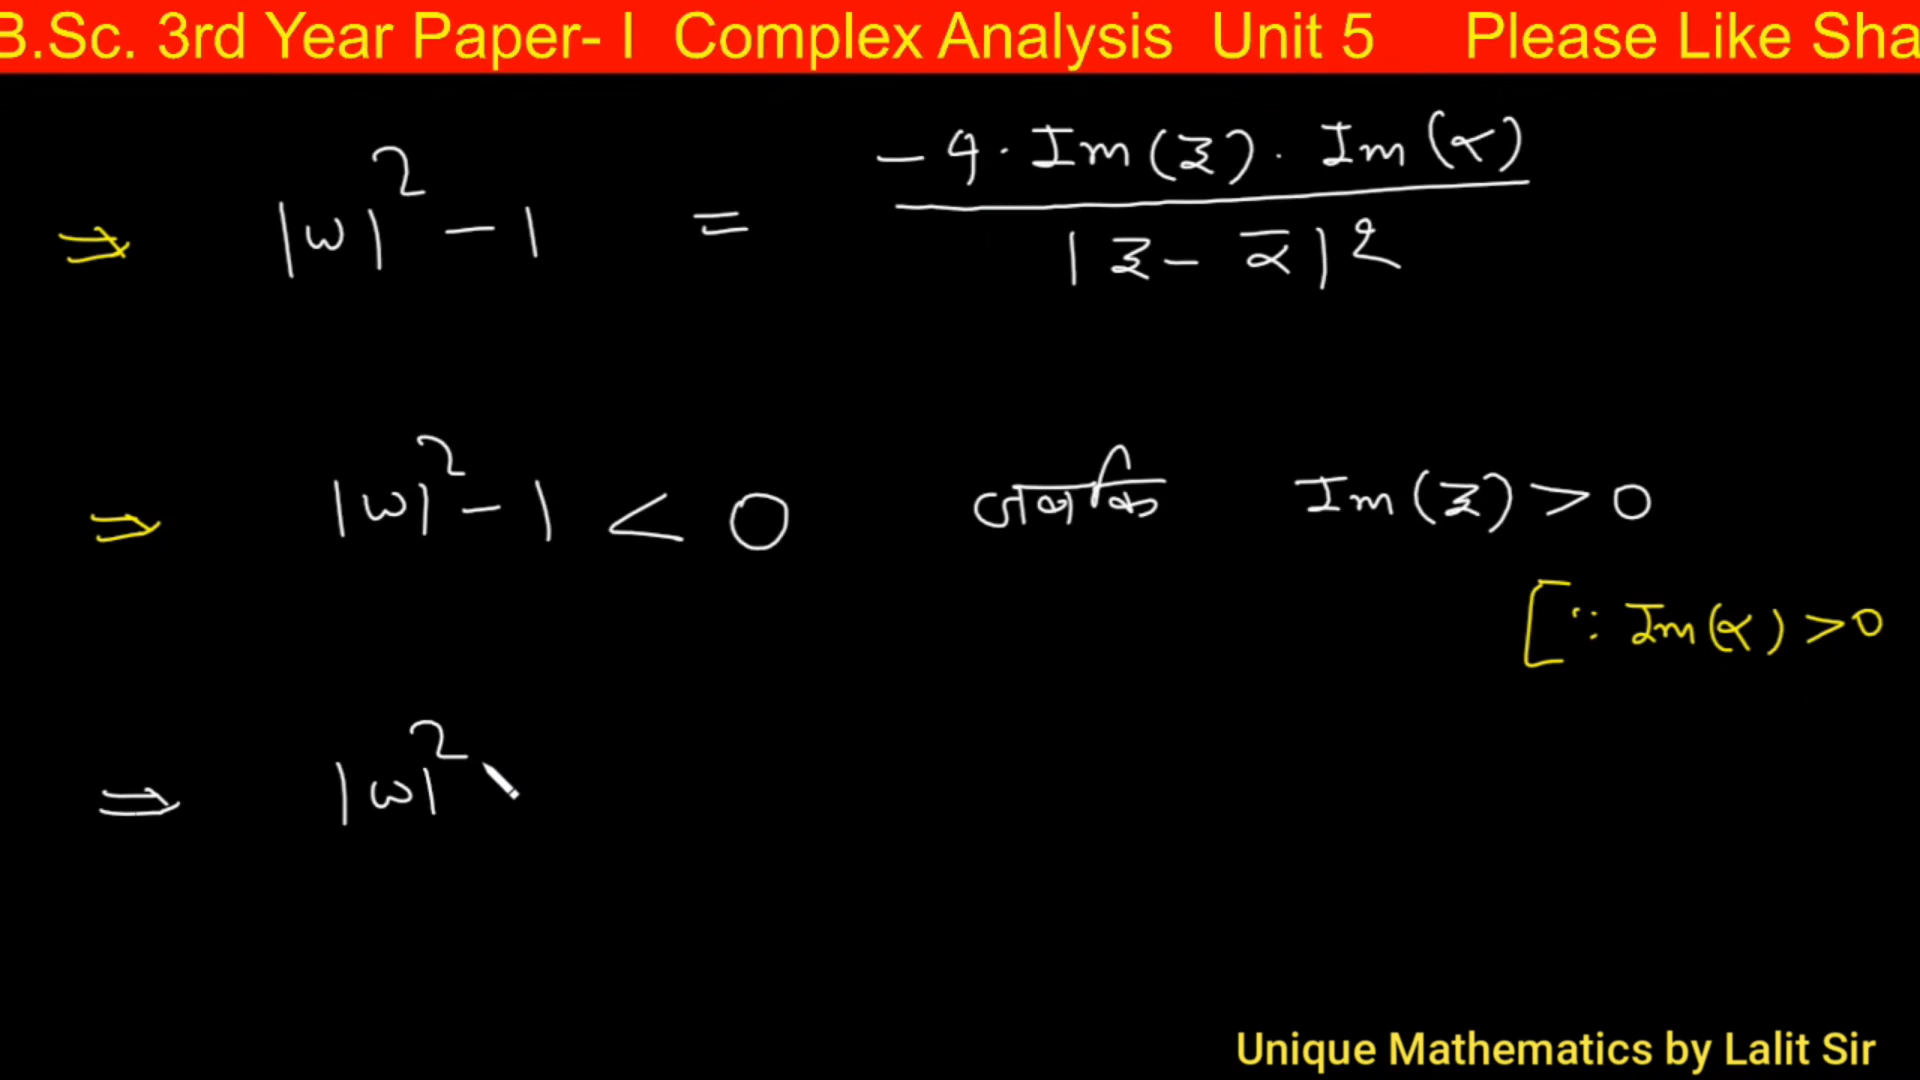 B.Sc. 3rd Year Paper- I Complex Analysis Unit 5 Please Like Sha
⇒ |w|² - 1 = -4 · Im(z) · Im(α) / |z - ᾱ|²
⇒ |w|² - 1 < 0 जबकि Im(z) > 0
[∵ Im(α) > 0
⇒ |w|²
Unique Mathematics by Lalit Sir